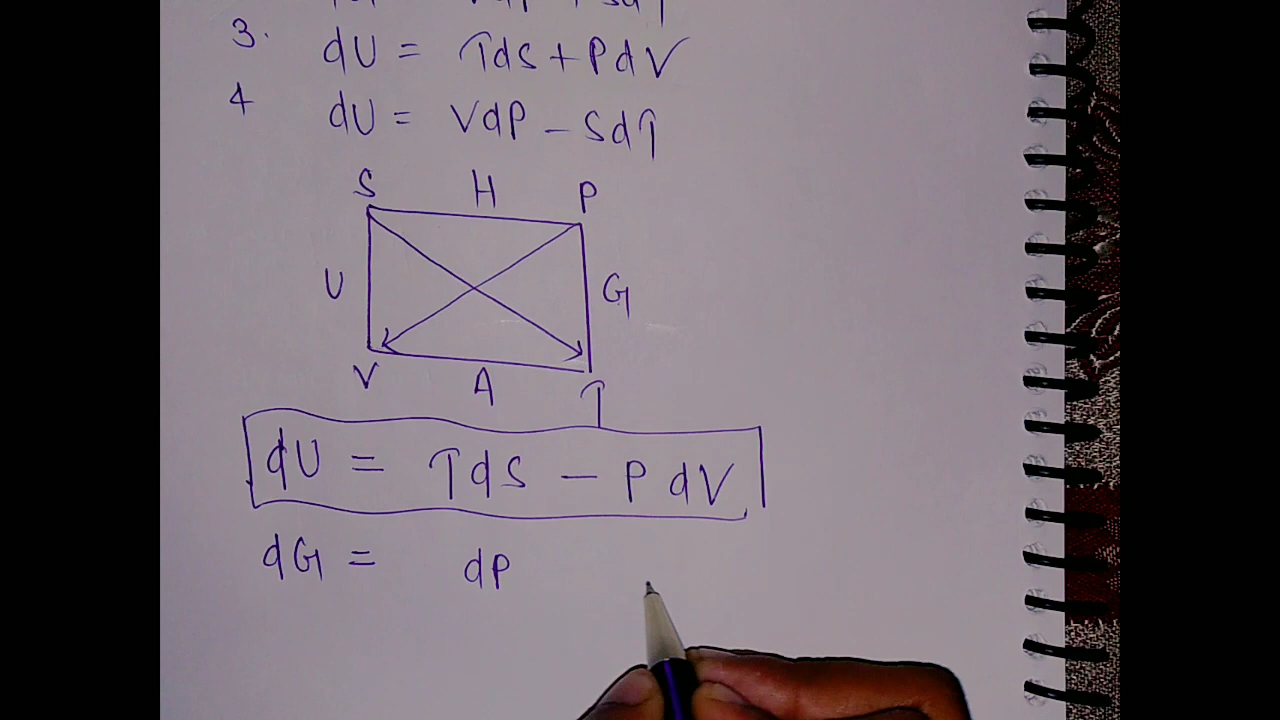 3. dU = Tds + PdV
4 dU = VdP - SdT
S H P
U G
V A T
dU = TdS - PdV
dG = dP